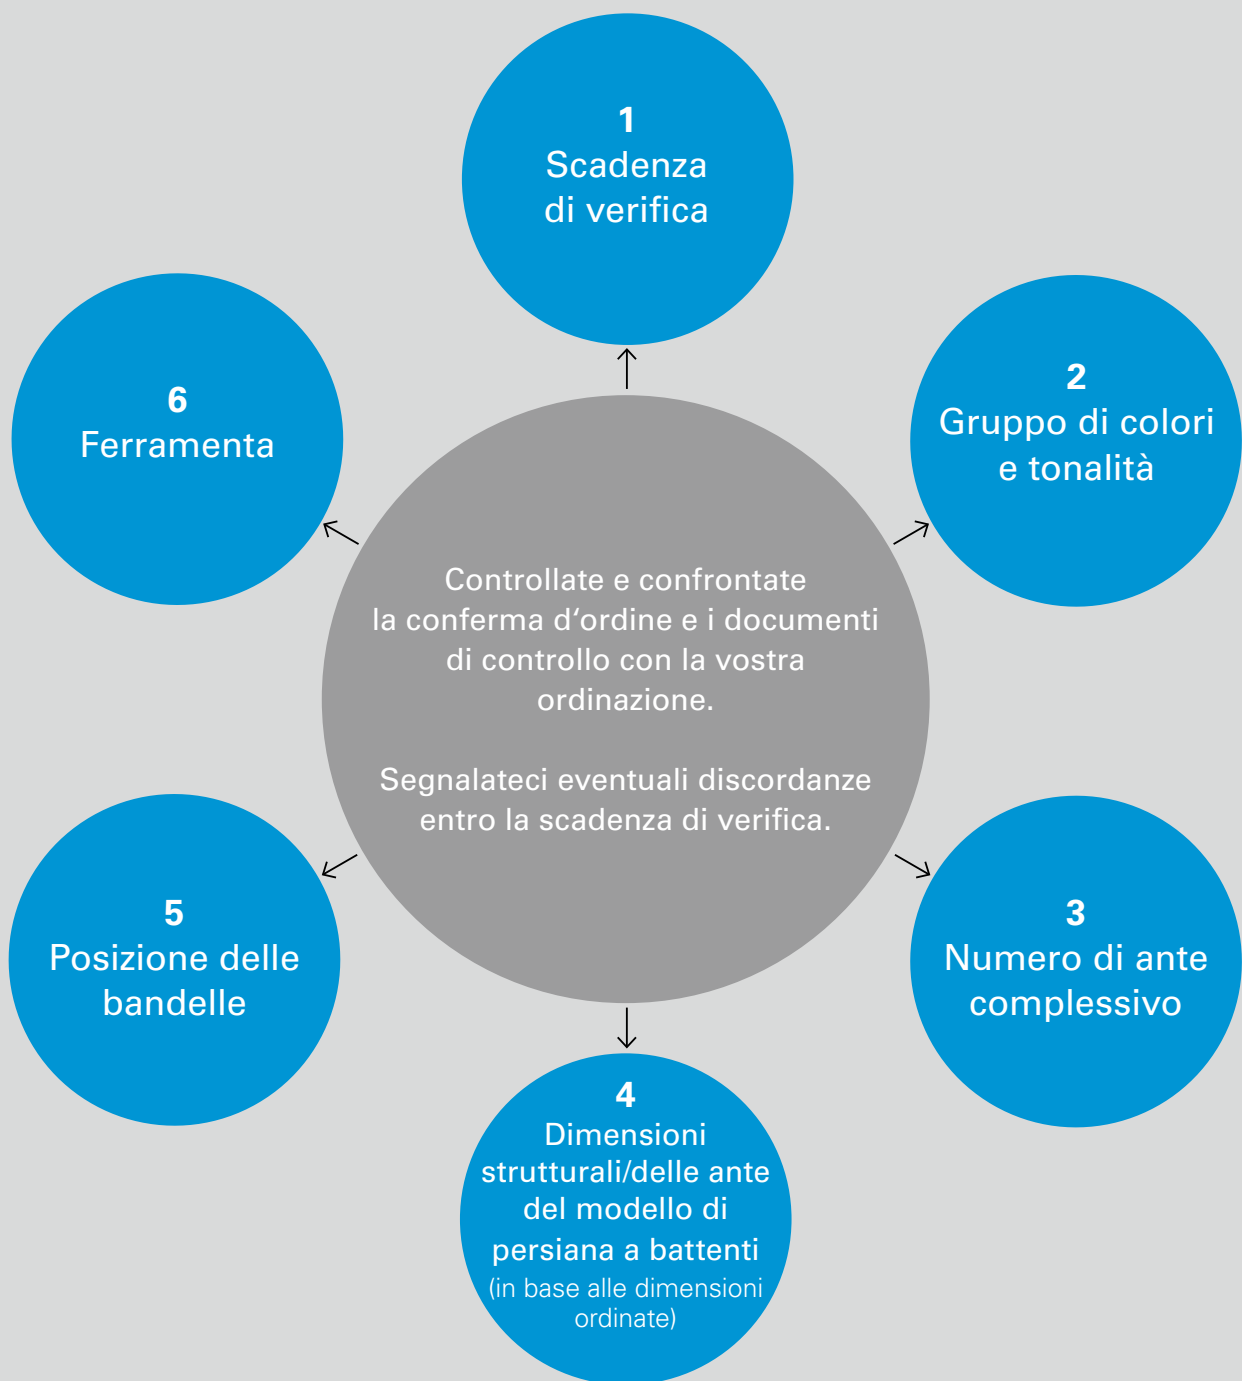 1
Scadenza
di verifica
6
Ferramenta
2
Gruppo di colori
e tonalità
Controllate e confrontate
la conferma d‘ordine e i documenti
di controllo con la vostra
ordinazione.
Segnalateci eventuali discordanze
entro la scadenza di verifica.
5
Posizione delle
bandelle
3
Numero di ante
complessivo
4
Dimensioni
strutturali/delle ante
del modello di
persiana a battenti
(in base alle dimensioni
ordinate)